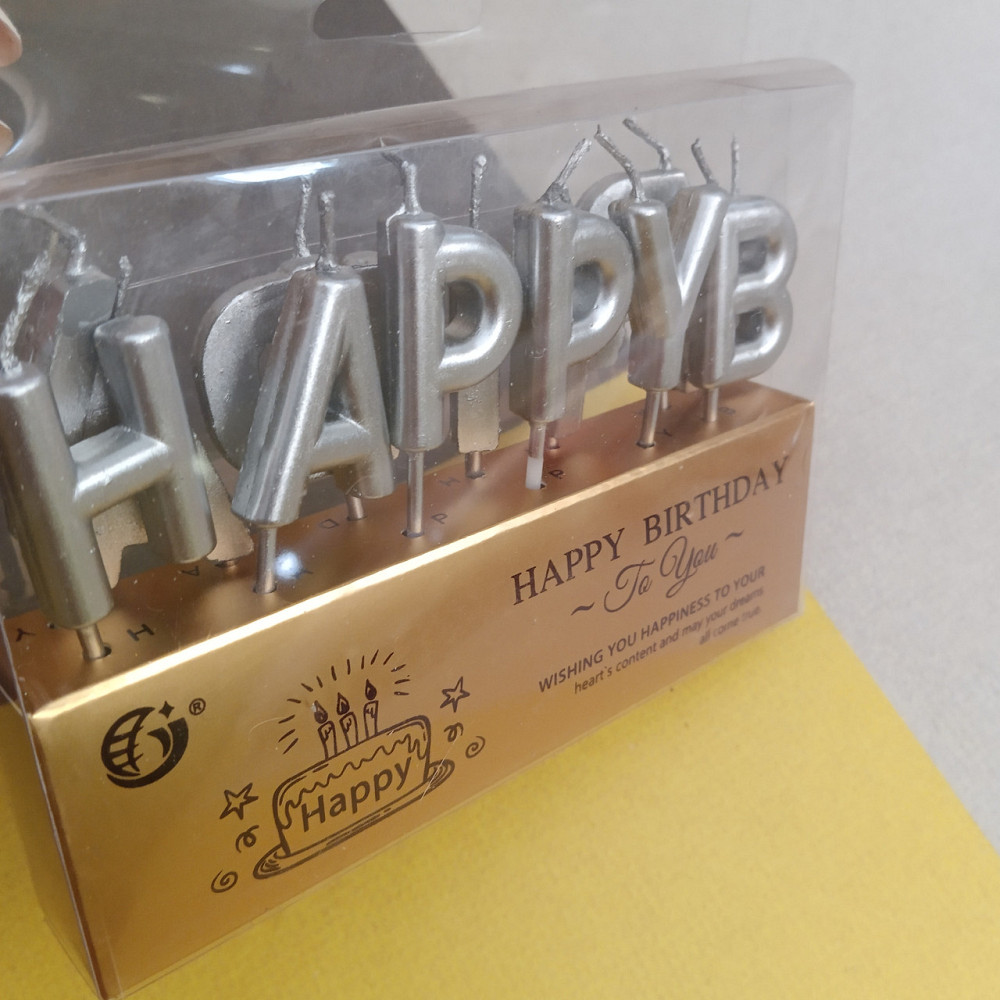 HAPPYB
HAPPY BIRTHDAY
~ To You ~
WISHING YOU HAPPINESS TO YOUR
heart's content and may your dreams
all come true.
®
Happy